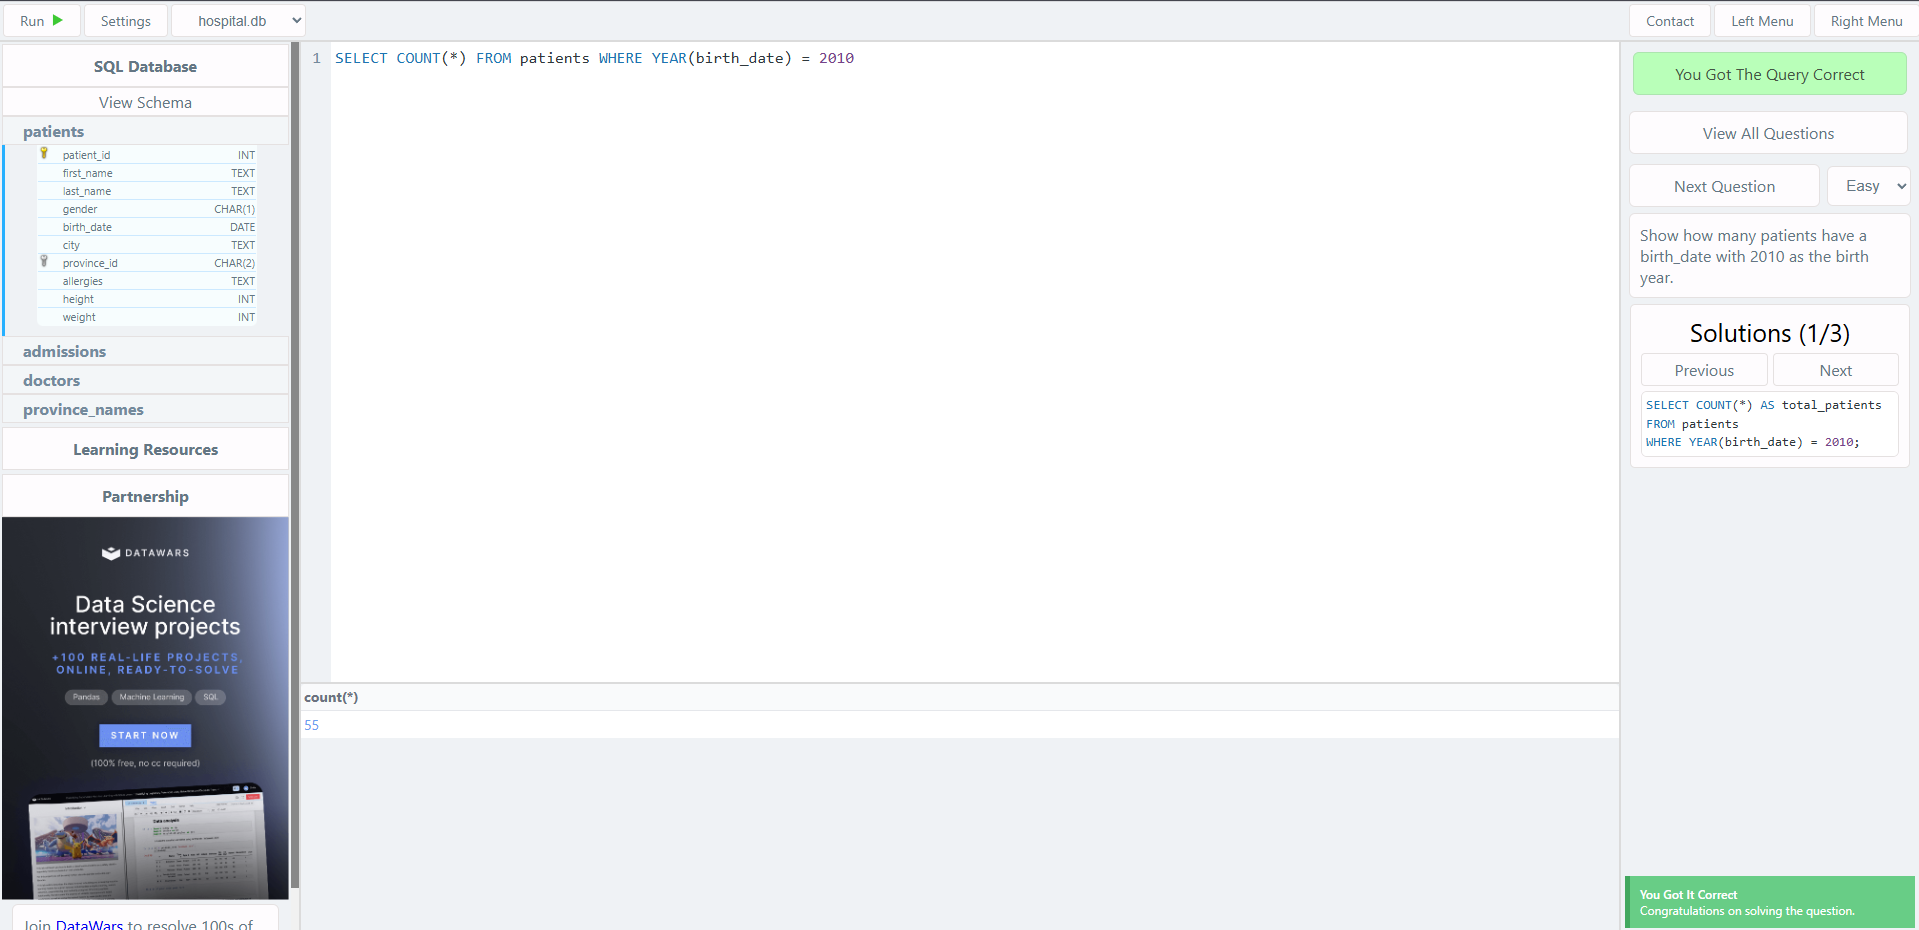 Run
Settings
hospital.db
Contact
Left Menu
Right Menu
SQL Database
View Schema
patients
patient_id INT
first_name TEXT
last_name TEXT
gender CHAR(1)
birth_date DATE
city TEXT
province_id CHAR(2)
allergies TEXT
height INT
weight INT
admissions
doctors
province_names
Learning Resources
Partnership
DATAWARS
Data Science
interview projects
+100 REAL-LIFE PROJECTS,
ONLINE, READY-TO-SOLVE
Pandas Machine Learning SQL
START NOW
(100% free, no cc required)
Join DataWars to resolve 100s of
1 SELECT COUNT(*) FROM patients WHERE YEAR(birth_date) = 2010
count(*)
55
You Got The Query Correct
View All Questions
Next Question
Easy
Show how many patients have a
birth_date with 2010 as the birth
year.
Solutions (1/3)
Previous
Next
SELECT COUNT(*) AS total_patients
FROM patients
WHERE YEAR(birth_date) = 2010;
You Got It Correct
Congratulations on solving the question.